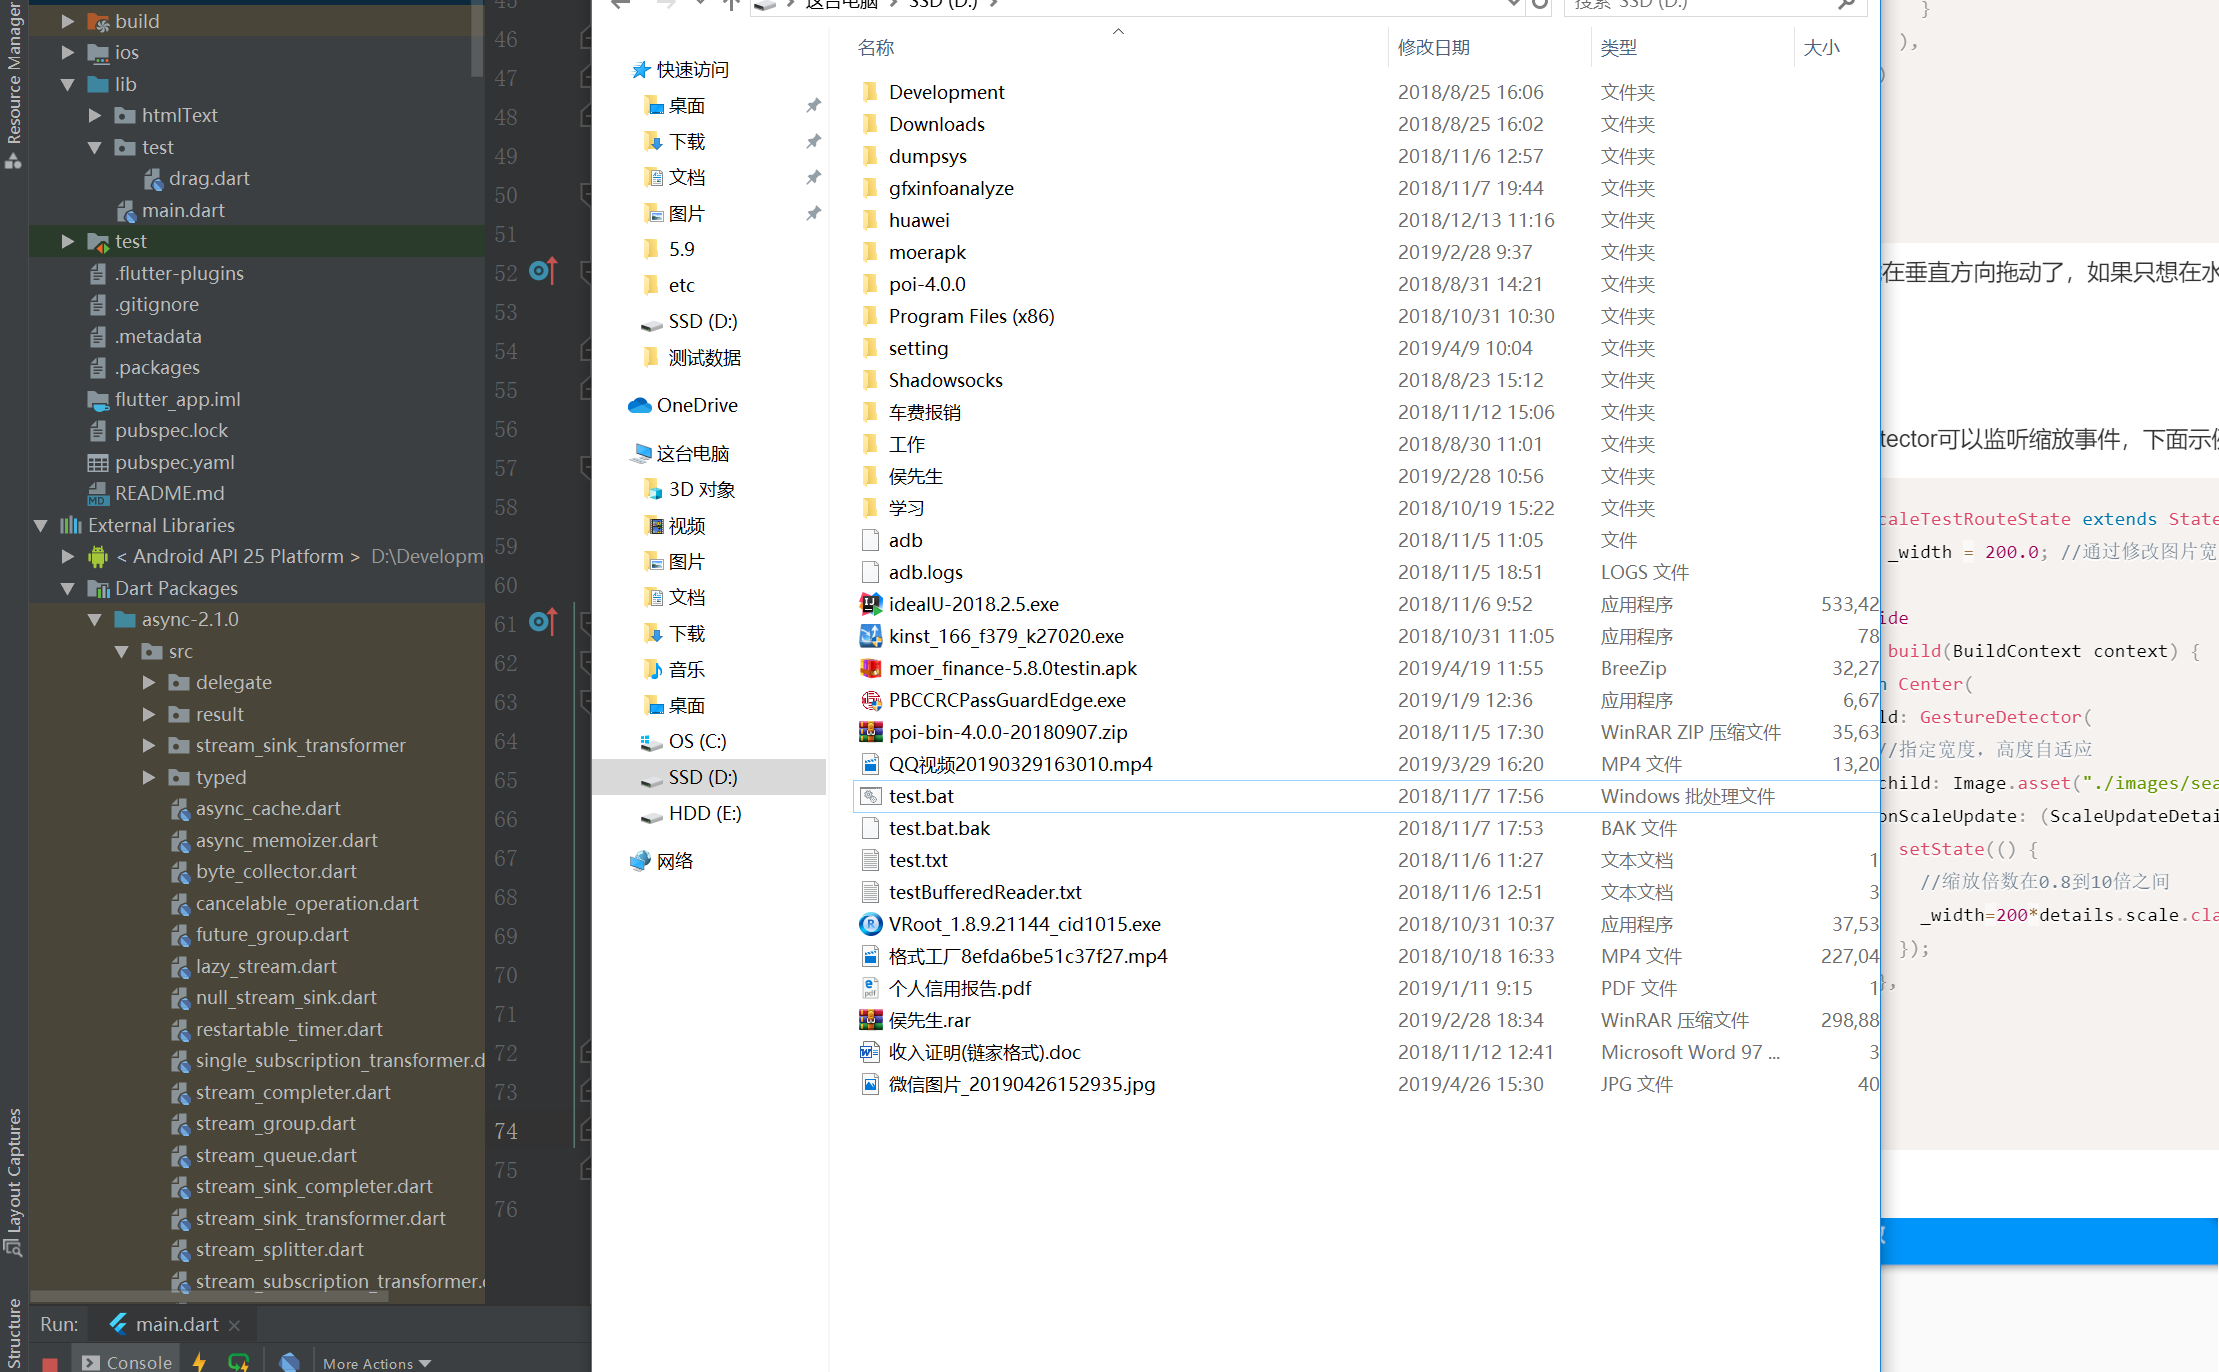 Resource Manager
Layout Captures
Structure
build
ios
lib
htmlText
test
drag.dart
main.dart
test
.flutter-plugins
.gitignore
.metadata
.packages
flutter_app.iml
pubspec.lock
pubspec.yaml
README.md
External Libraries
< Android API 25 Platform > D:\Developm
Dart Packages
async-2.1.0
src
delegate
result
stream_sink_transformer
typed
async_cache.dart
async_memoizer.dart
byte_collector.dart
cancelable_operation.dart
future_group.dart
lazy_stream.dart
null_stream_sink.dart
restartable_timer.dart
single_subscription_transformer.d
stream_completer.dart
stream_group.dart
stream_queue.dart
stream_sink_completer.dart
stream_sink_transformer.dart
stream_splitter.dart
stream_subscription_transformer.
Run: main.dart
Console More Actions
45
46
47
48
49
50
51
52
53
54
55
56
57
58
59
60
61
62
63
64
65
66
67
68
69
70
71
72
73
74
75
76
这台电脑 SSD (D:)
搜索"SSD (D:)"
快速访问
桌面
下载
文档
图片
5.9
etc
SSD (D:)
测试数据
OneDrive
这台电脑
3D 对象
视频
图片
文档
下载
音乐
桌面
OS (C:)
SSD (D:)
HDD (E:)
网络
名称 修改日期 类型 大小
Development 2018/8/25 16:06 文件夹
Downloads 2018/8/25 16:02 文件夹
dumpsys 2018/11/6 12:57 文件夹
gfxinfoanalyze 2018/11/7 19:44 文件夹
huawei 2018/12/13 11:16 文件夹
moerapk 2019/2/28 9:37 文件夹
poi-4.0.0 2018/8/31 14:21 文件夹
Program Files (x86) 2018/10/31 10:30 文件夹
setting 2019/4/9 10:04 文件夹
Shadowsocks 2018/8/23 15:12 文件夹
车费报销 2018/11/12 15:06 文件夹
工作 2018/8/30 11:01 文件夹
侯先生 2019/2/28 10:56 文件夹
学习 2018/10/19 15:22 文件夹
adb 2018/11/5 11:05 文件
adb.logs 2018/11/5 18:51 LOGS 文件
ideaIU-2018.2.5.exe 2018/11/6 9:52 应用程序 533,42
kinst_166_f379_k27020.exe 2018/10/31 11:05 应用程序 78
moer_finance-5.8.0testin.apk 2019/4/19 11:55 BreeZip 32,27
PBCCRCPassGuardEdge.exe 2019/1/9 12:36 应用程序 6,67
poi-bin-4.0.0-20180907.zip 2018/11/5 17:30 WinRAR ZIP 压缩文件 35,63
QQ视频20190329163010.mp4 2019/3/29 16:20 MP4 文件 13,20
test.bat 2018/11/7 17:56 Windows 批处理文件
test.bat.bak 2018/11/7 17:53 BAK 文件
test.txt 2018/11/6 11:27 文本文档 1
testBufferedReader.txt 2018/11/6 12:51 文本文档 3
VRoot_1.8.9.21144_cid1015.exe 2018/10/31 10:37 应用程序 37,53
格式工厂8efda6be51c37f27.mp4 2018/10/18 16:33 MP4 文件 227,04
个人信用报告.pdf 2019/1/11 9:15 PDF 文件 1
侯先生.rar 2019/2/28 18:34 WinRAR 压缩文件 298,88
收入证明(链家格式).doc 2018/11/12 12:41 Microsoft Word 97 ... 3
微信图片_20190426152935.jpg 2019/4/26 15:30 JPG 文件 40
}
),
)
在垂直方向拖动了，如果只想在水
tector可以监听缩放事件，下面示
caleTestRouteState extends State
_width = 200.0; //通过修改图片宽
ide
build(BuildContext context) {
n Center(
ld: GestureDetector(
//指定宽度，高度自适应
child: Image.asset("./images/sea
onScaleUpdate: (ScaleUpdateDetai
setState(() {
//缩放倍数在0.8到10倍之间
_width=200*details.scale.cla
});
},